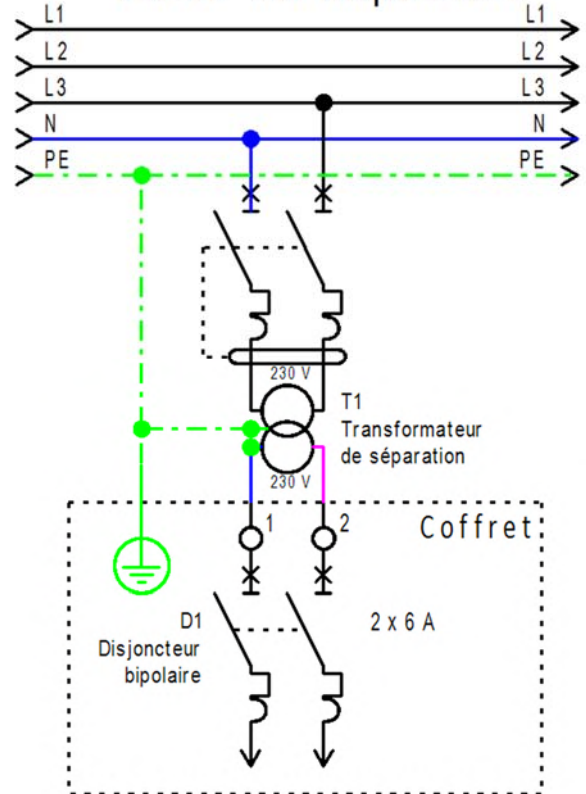 L1 L1
L2 L2
L3 L3
N N
PE PE
230 V
T1
Transformateur
de séparation
230 V
1 2
Coffret
D1
Disjoncteur
bipolaire
2 x 6 A